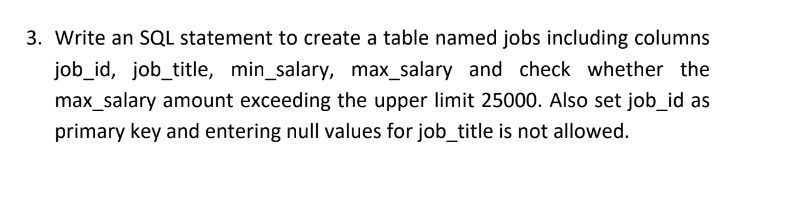 3. Write an SQL statement to create a table named jobs including columns
job_id, job_title, min_salary, max_salary and check whether the
max_salary amount exceeding the upper limit 25000. Also set job_id as
primary key and entering null values for job_title is not allowed.